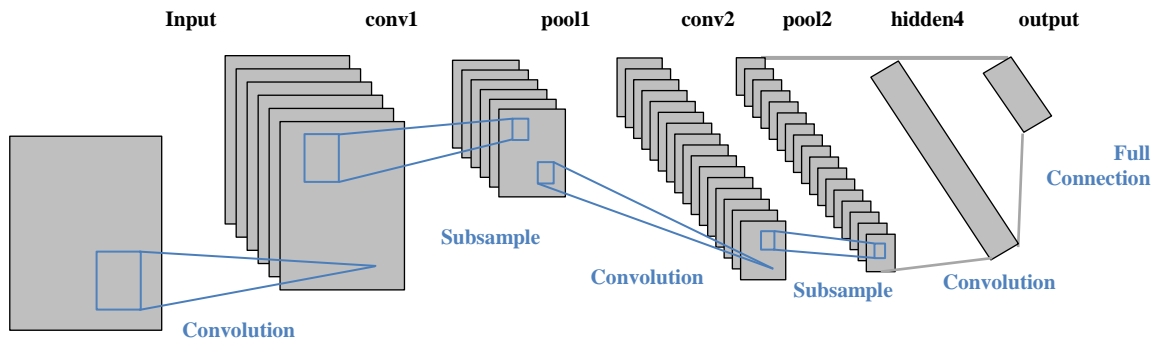 Input conv1 pool1 conv2 pool2 hidden4 output
Full
Connection
Subsample
Convolution
Subsample
Convolution
Convolution